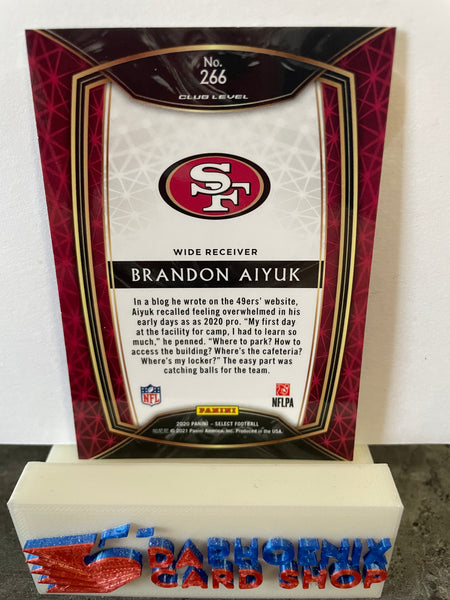 No.
266
CLUB LEVEL
SF
WIDE RECEIVER
BRANDON AIYUK
In a blog he wrote on the 49ers' website,
Aiyuk recalled feeling overwhelmed in his
early days as as 2020 pro. "My first day
at the facility for camp, I had to learn so
much," he penned. "Where to park? How to
access the building? Where's the cafeteria?
Where's my locker?" The easy part was
catching balls for the team.
NFL
PANINI
NFLPA
2020 PANINI – SELECT FOOTBALL
© 2021 Panini America, Inc. Produced in the USA.
DAPHOENIX
CARD SHOP